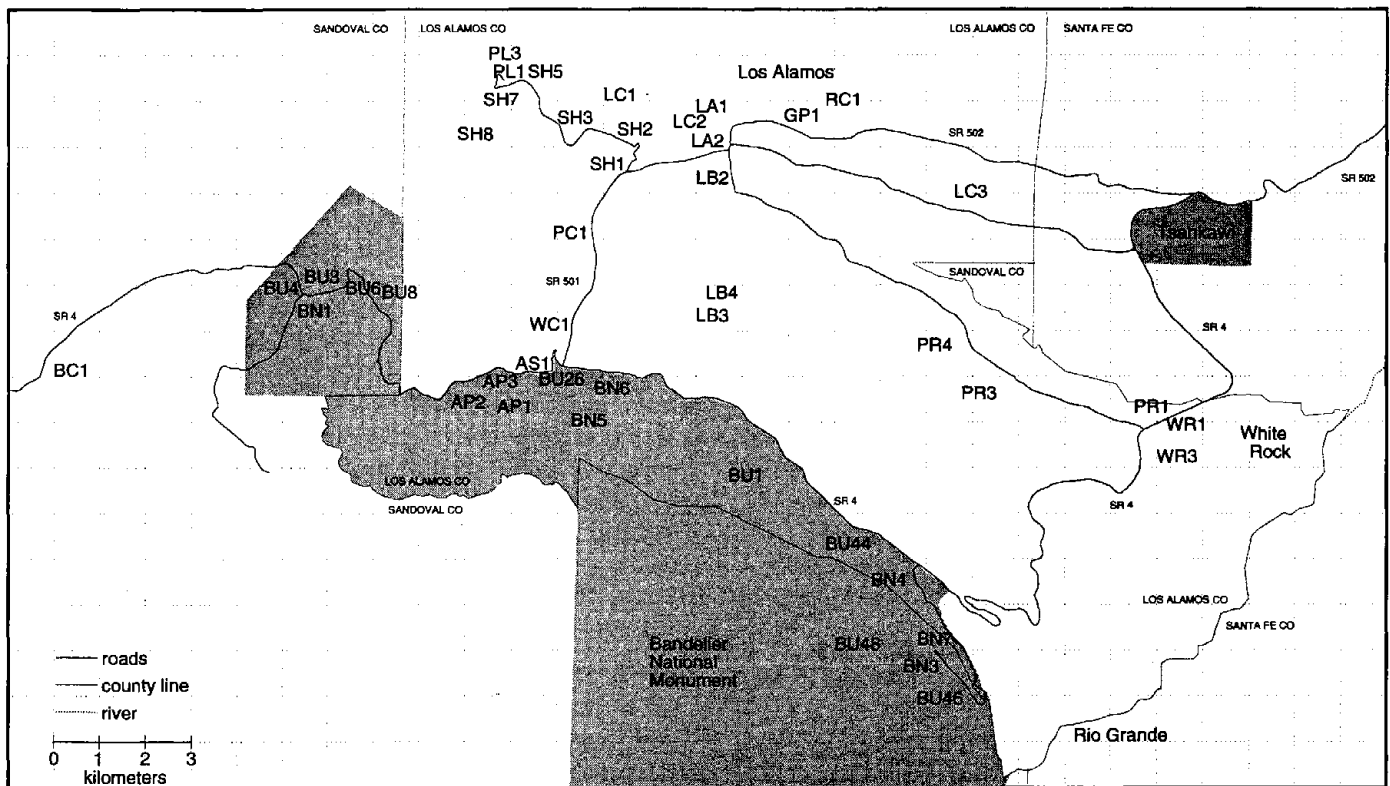 SANDOVAL CO
LOS ALAMOS CO
LOS ALAMOS CO
SANTA FE CO
PL3
PL1 SH5
Los Alamos
SH7
LC1
LA1
RC1
GP1
SH3
LC2
SH8
SH2
LA2
SR 502
SH1
LB2
SR 502
LC3
PC1
Tsankawi
BU3
BU4
BU6
BU8
SANDOVAL CO
SR 501
LB4
BN1
LB3
SR 4
WC1
SR 4
PR4
BC1
AS1
AP3
BU26
BN6
PR3
AP2
AP1
PR1
BN5
WR1
White
Rock
WR3
BU1
LOS ALAMOS CO
SANDOVAL CO
SR 4
SR 4
BU44
BN4
LOS ALAMOS CO
SANTA FE CO
Bandelier
National
Monument
BU48
BN7
BN3
BU46
roads
county line
river
Rio Grande
0 1 2 3
kilometers